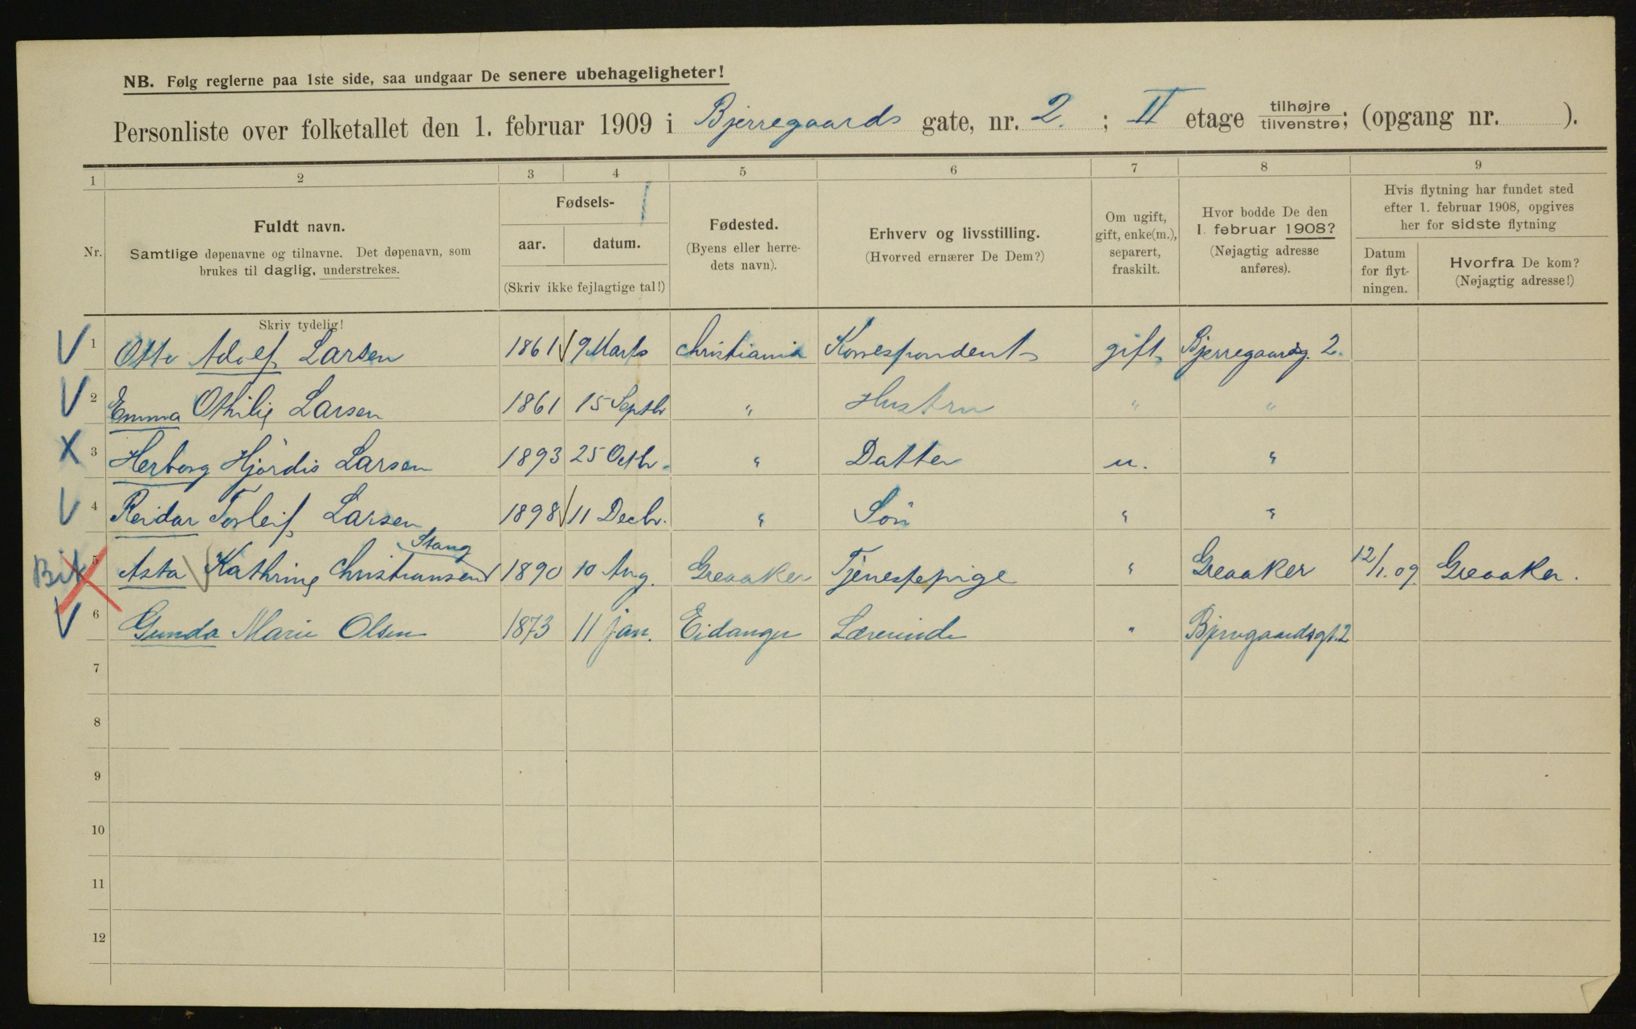 NB. Følg reglerne paa 1ste side, saa undgaar De senere ubehageligheter!
Personliste over folketallet den 1. februar 1909 i Bjerregaards gate, nr. 2. ; II etage tilhøjre tilvenstre; (opgang nr. ).
1 2 3 4 5 6 7 8 9
Nr. Fuldt navn. Samtlige døpenavne og tilnavne. Det døpenavn, som brukes til daglig, understrekes.
Fødsels- aar. datum. (Skriv ikke fejlagtige tal!)
Fødested. (Byens eller herredets navn).
Erhverv og livsstilling. (Hvorved ernærer De Dem?)
Om ugift, gift, enke(m.), separert, fraskilt.
Hvor bodde De den 1. februar 1908? (Nøjagtig adresse anføres).
Hvis flytning har fundet sted efter 1. februar 1908, opgives her for sidste flytning
Datum for flytningen. Hvorfra De kom? (Nøjagtig adresse!)
Skriv tydelig!
V 1 Otto Adolf Larsen 1861 9 Marts Christiania Korrespondent gift Bjerregaardsg. 2.
V 2 Emma Othilie Larsen 1861 15 Septbr " Hustru " "
X 3 Herborg Hjördis Larsen 1893 25 Octbr. " Datter u. "
V 4 Reidar Torleif Larsen 1898 11 Decbr. " Søn " "
Stang
5 Asta Kathrine Christiansen 1890 10 Aug. Greaaker Tjenestepige " Greaaker 12/1.09. Greaaker.
V 6 Gunda Marie Olsen 1873 11 jan. Eidanger Lærerinde " Bjerregaardsgt. 2
7
8
9
10
11
12